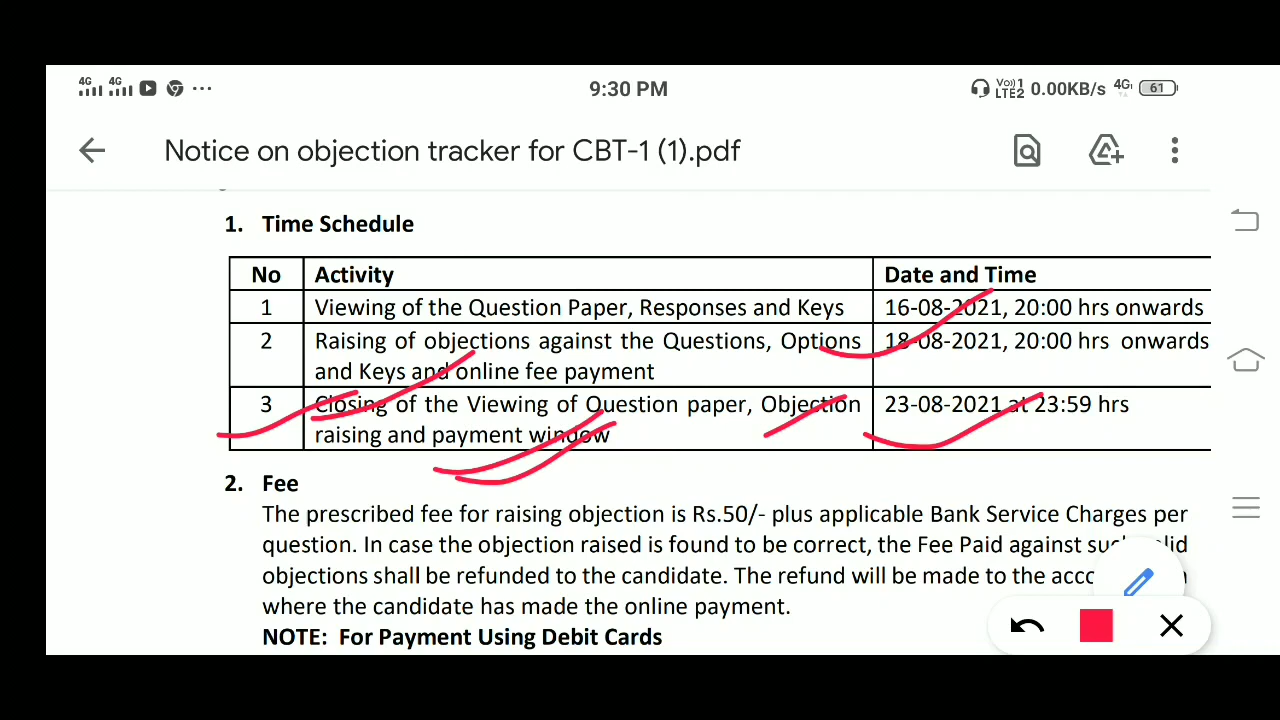 4G 4G ... 9:30 PM Vo)) 1 LTE2 0.00KB/s 4G 61
Notice on objection tracker for CBT-1 (1).pdf
1. Time Schedule
No Activity Date and Time
1 Viewing of the Question Paper, Responses and Keys 16-08-2021, 20:00 hrs onwards
2 Raising of objections against the Questions, Options 18-08-2021, 20:00 hrs onwards
and Keys and online fee payment
3 Closing of the Viewing of Question paper, Objection 23-08-2021 at 23:59 hrs
raising and payment window
2. Fee
The prescribed fee for raising objection is Rs.50/- plus applicable Bank Service Charges per
question. In case the objection raised is found to be correct, the Fee Paid against such
objections shall be refunded to the candidate. The refund will be made to the
where the candidate has made the online payment.
NOTE: For Payment Using Debit Cards